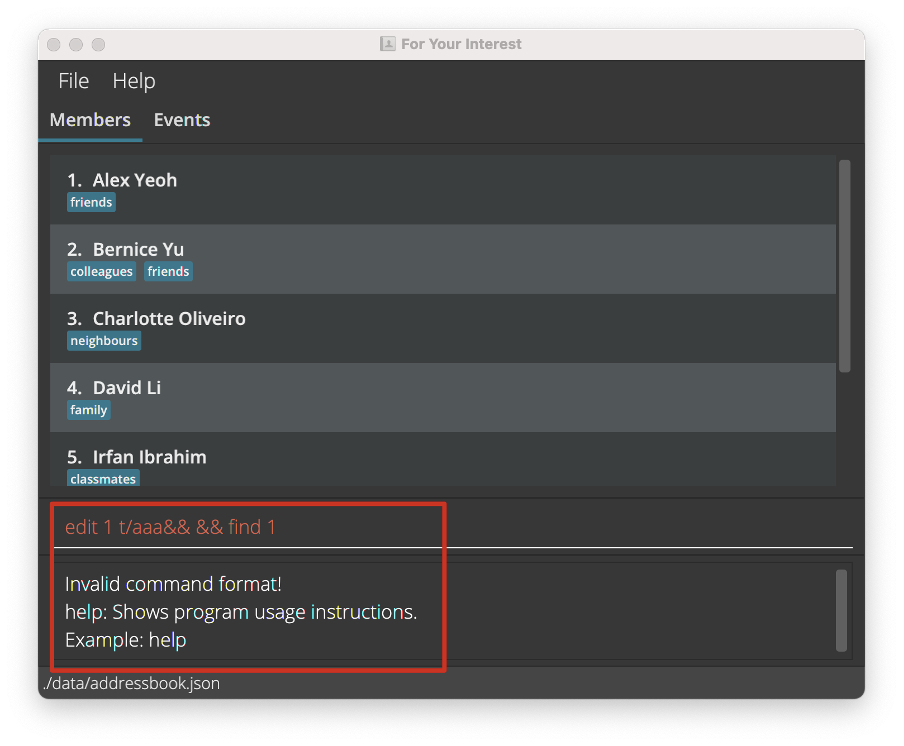 For Your Interest
File Help
Members Events
1. Alex Yeoh
friends
2. Bernice Yu
colleagues friends
3. Charlotte Oliveiro
neighbours
4. David Li
family
5. Irfan Ibrahim
classmates
edit 1 t/aaa&& && find 1
Invalid command format!
help: Shows program usage instructions.
Example: help
./data/addressbook.json